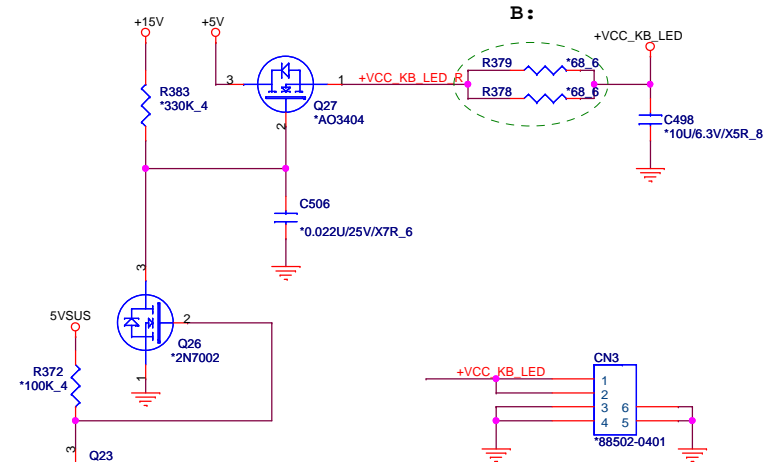 B:
+15V
+5V
+VCC_KB_LED
R383
*330K_4
3
1
+VCC_KB_LED_R
Q27
*AO3404
2
R379
*68_6
R378
*68_6
C498
*10U/6.3V/X5R_8
C506
*0.022U/25V/X7R_6
3
2
Q26
*2N7002
1
5VSUS
R372
*100K_4
3
Q23
+VCC_KB_LED
CN3
1
2
3
4
6
5
*88502-0401